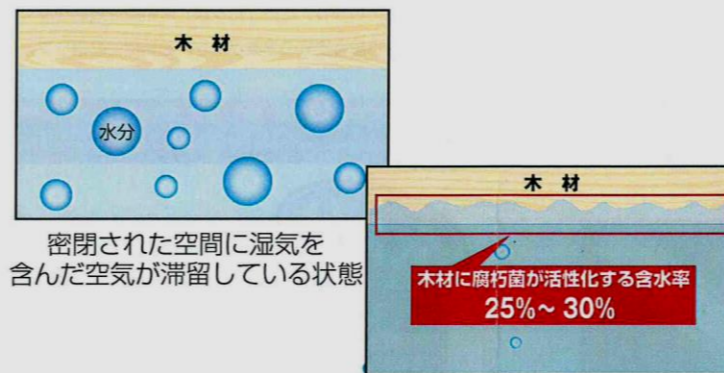 木 材
水分
密閉された空間に湿気を
含んだ空気が滞留している状態
木 材
木材に腐朽菌が活性化する含水率
25%~ 30%